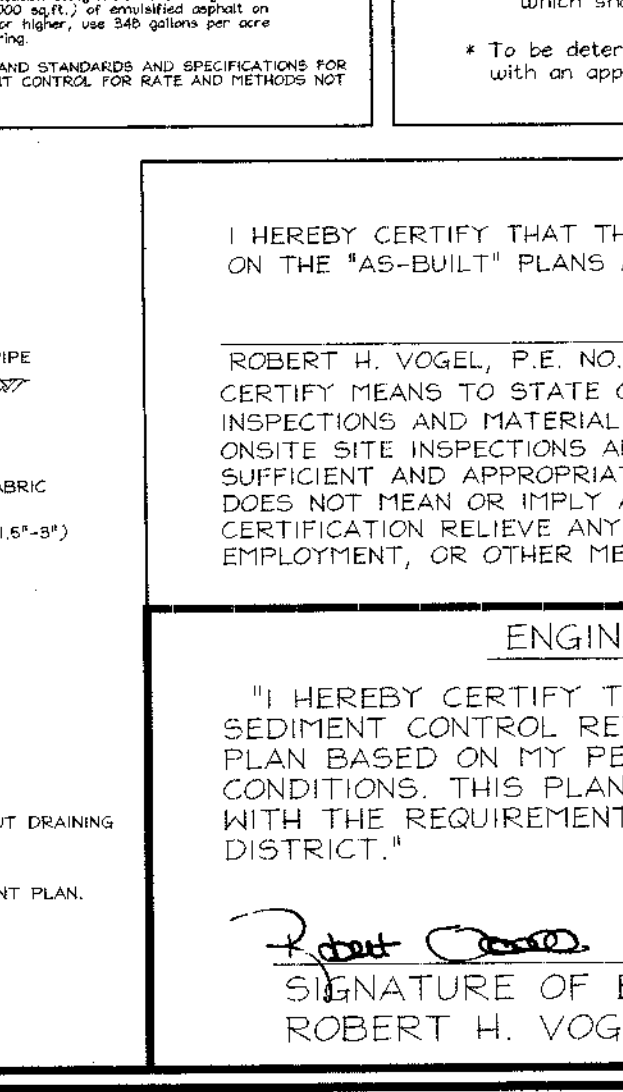 000 sq.ft.) of emulsified asphalt on
or higher, use 348 gallons per acre
ring.
AND STANDARDS AND SPECIFICATIONS FOR
T CONTROL FOR RATE AND METHODS NOT
which sho
* To be deter
with an app
IPE
ABRIC
1.5"-3")
UT DRAINING
NT PLAN.
I HEREBY CERTIFY THAT TH
ON THE "AS-BUILT" PLANS
ROBERT H. VOGEL, P.E. NO.
CERTIFY MEANS TO STATE
INSPECTIONS AND MATERIAL
ONSITE SITE INSPECTIONS A
SUFFICIENT AND APPROPRIAT
DOES NOT MEAN OR IMPLY A
CERTIFICATION RELIEVE ANY
EMPLOYMENT, OR OTHER ME
ENGIN
"I HEREBY CERTIFY T
SEDIMENT CONTROL RE
PLAN BASED ON MY PE
CONDITIONS. THIS PLAN
WITH THE REQUIREMENT
DISTRICT."
Robert
SIGNATURE OF E
ROBERT H. VOG